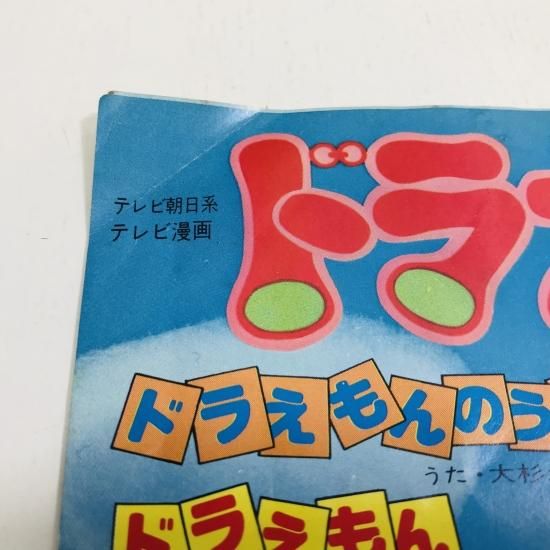 テレビ朝日系
テレビ漫画
ドラ
ドラえもんのう
うた・大杉
ドラえもん